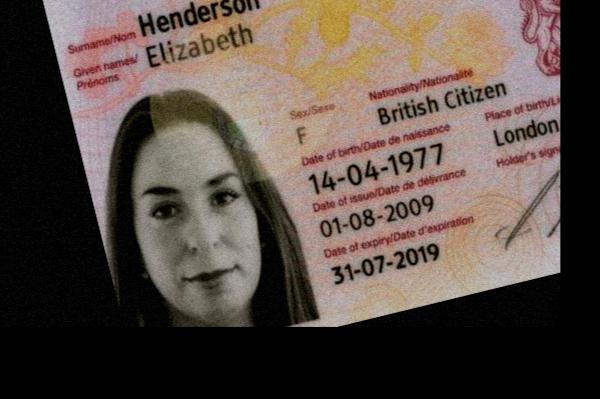 Surname/Nom Henderson
Given names/ Prénoms Elizabeth
Sex/Sexe Nationality/Nationalité
F British Citizen
Date of birth/Date de naissance Place of birth/Li
14-04-1977 London
Date of issue/Date de délivrance Holder's sign
01-08-2009
Date of expiry/Date d'expiration
31-07-2019